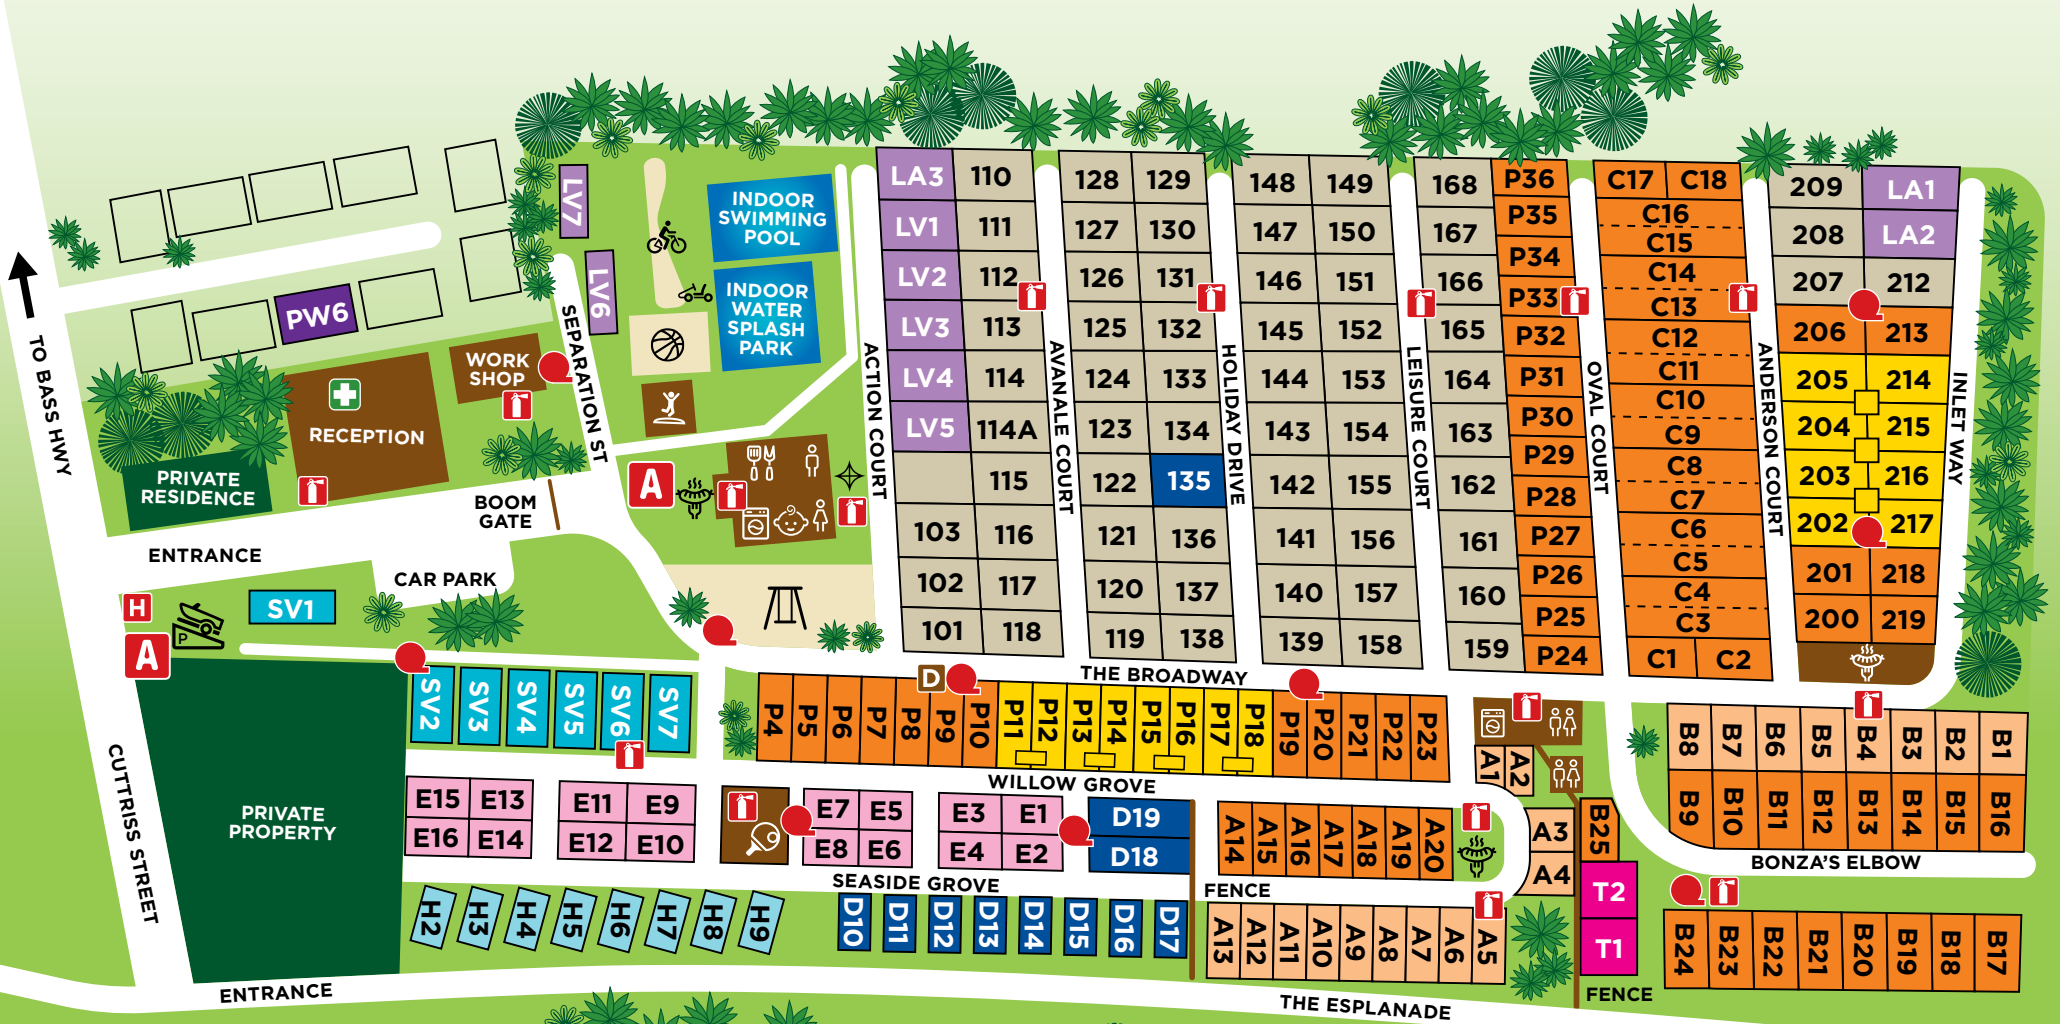 TO BASS HWY
CUTTRISS STREET
PW6
PRIVATE
RESIDENCE
RECEPTION
WORK
SHOP
SEPARATION ST
LV7
LV6
INDOOR
SWIMMING
POOL
INDOOR
WATER
SPLASH
PARK
BOOM
GATE
ENTRANCE
CAR PARK
H
A
P
SV1
A
ACTION COURT
LA3
LV1
LV2
LV3
LV4
LV5
103
102
101
110
111
112
113
114
114A
115
116
117
118
AVANALE COURT
128
127
126
125
124
123
122
121
120
119
129
130
131
132
133
134
135
136
137
138
HOLIDAY DRIVE
148
147
146
145
144
143
142
141
140
139
149
150
151
152
153
154
155
156
157
158
LEISURE COURT
168
167
166
165
164
163
162
161
160
159
P36
P35
P34
P33
P32
P31
P30
P29
P28
P27
P26
P25
P24
OVAL COURT
C17 C18
C16
C15
C14
C13
C12
C11
C10
C9
C8
C7
C6
C5
C4
C3
C1 C2
ANDERSON COURT
209
208
207
206
205
204
203
202
201
200
LA1
LA2
212
213
214
215
216
217
218
219
INLET WAY
THE BROADWAY
SV2 SV3 SV4 SV5 SV6 SV7
D
P4 P5 P6 P7 P8 P9 P10 P11 P12 P13 P14 P15 P16 P17 P18 P19 P20 P21 P22 P23
WILLOW GROVE
PRIVATE
PROPERTY
E15 E13
E16 E14
E11 E9
E12 E10
E7 E5
E8 E6
E3 E1
E4 E2
D19
D18
A14 A15 A16 A17 A18 A19 A20
A1 A2
A3
A4
B25
T2
T1
B8 B7 B6 B5 B4 B3 B2 B1
B9 B10 B11 B12 B13 B14 B15 B16
BONZA'S ELBOW
SEASIDE GROVE
FENCE
H2 H3 H4 H5 H6 H7 H8 H9
D10 D11 D12 D13 D14 D15 D16 D17
A13 A12 A11 A10 A9 A8 A7 A6 A5
B24 B23 B22 B21 B20 B19 B18 B17
FENCE
ENTRANCE
THE ESPLANADE